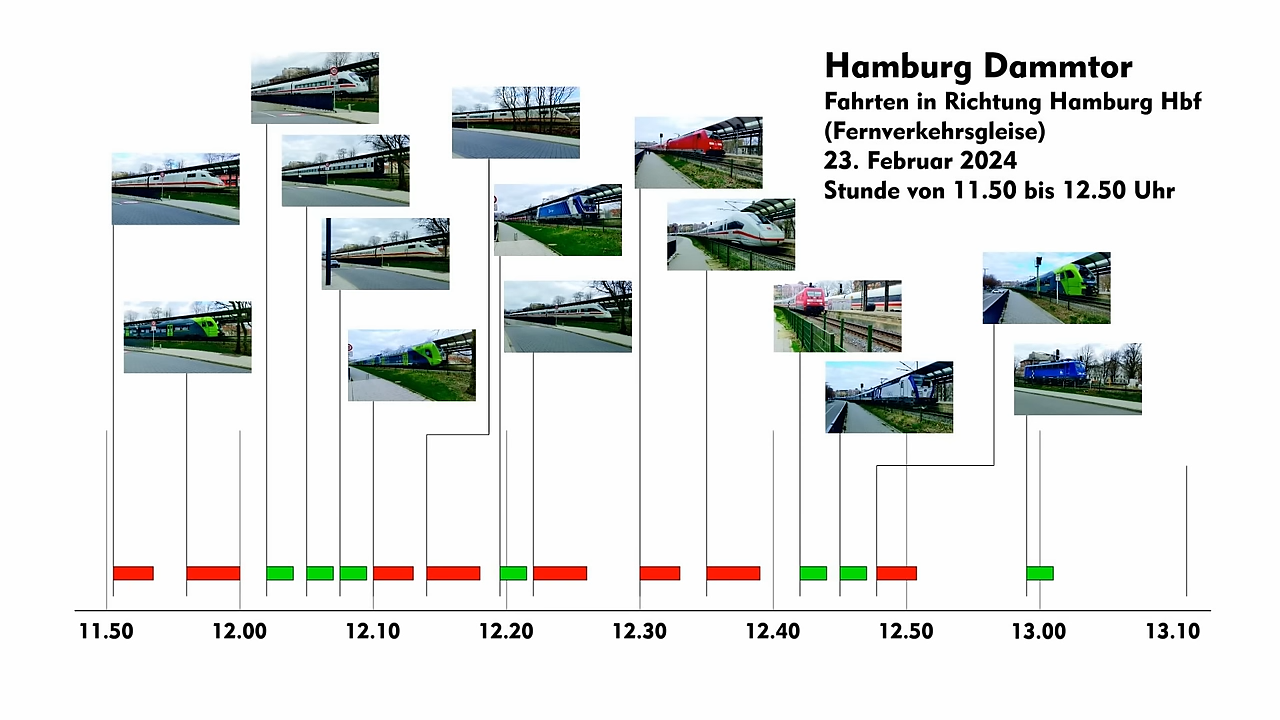 Hamburg Dammtor
Fahrten in Richtung Hamburg Hbf
(Fernverkehrsgleise)
23. Februar 2024
Stunde von 11.50 bis 12.50 Uhr
11.50 12.00 12.10 12.20 12.30 12.40 12.50 13.00 13.10